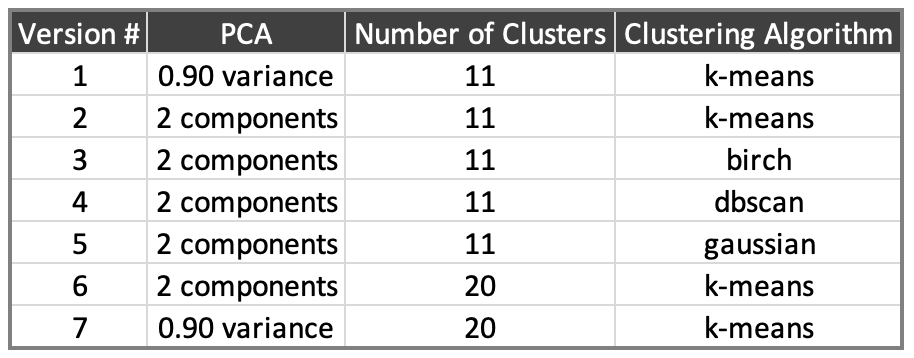 Version # PCA Number of Clusters Clustering Algorithm
1 0.90 variance 11 k-means
2 2 components 11 k-means
3 2 components 11 birch
4 2 components 11 dbscan
5 2 components 11 gaussian
6 2 components 20 k-means
7 0.90 variance 20 k-means